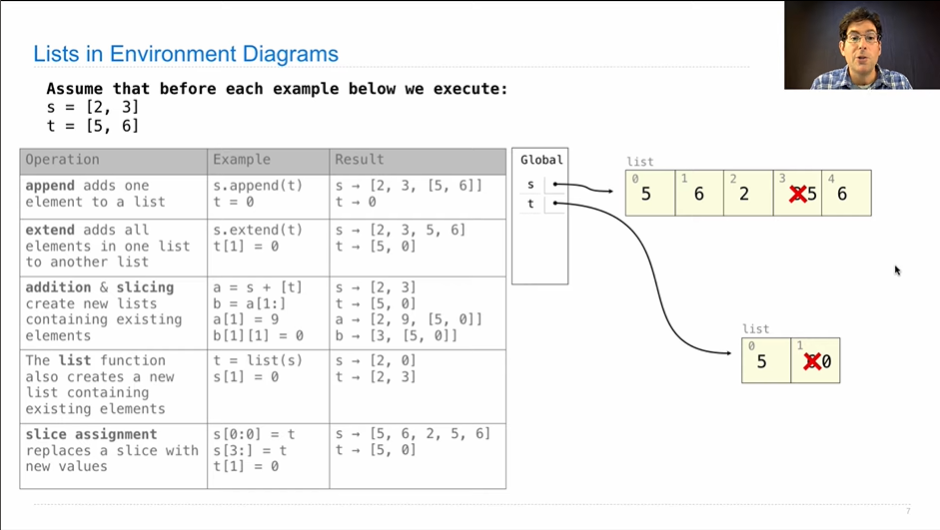 Lists in Environment Diagrams
Assume that before each example below we execute:
s = [2, 3]
t = [5, 6]
Operation Example Result
append adds one s.append(t) s → [2, 3, [5, 6]]
element to a list t = 0 t → 0
extend adds all s.extend(t) s → [2, 3, 5, 6]
elements in one list t[1] = 0 t → [5, 0]
to another list
addition & slicing a = s + [t] s → [2, 3]
create new lists b = a[1:] t → [5, 0]
containing existing a[1] = 9 a → [2, 9, [5, 0]]
elements b[1][1] = 0 b → [3, [5, 0]]
The list function t = list(s) s → [2, 0]
also creates a new s[1] = 0 t → [2, 3]
list containing
existing elements
slice assignment s[0:0] = t s → [5, 6, 2, 5, 6]
replaces a slice with s[3:] = t t → [5, 0]
new values t[1] = 0
Global
s
t
list
0 1 2 3 4
5 6 2 5 6
list
0 1
5 0
7